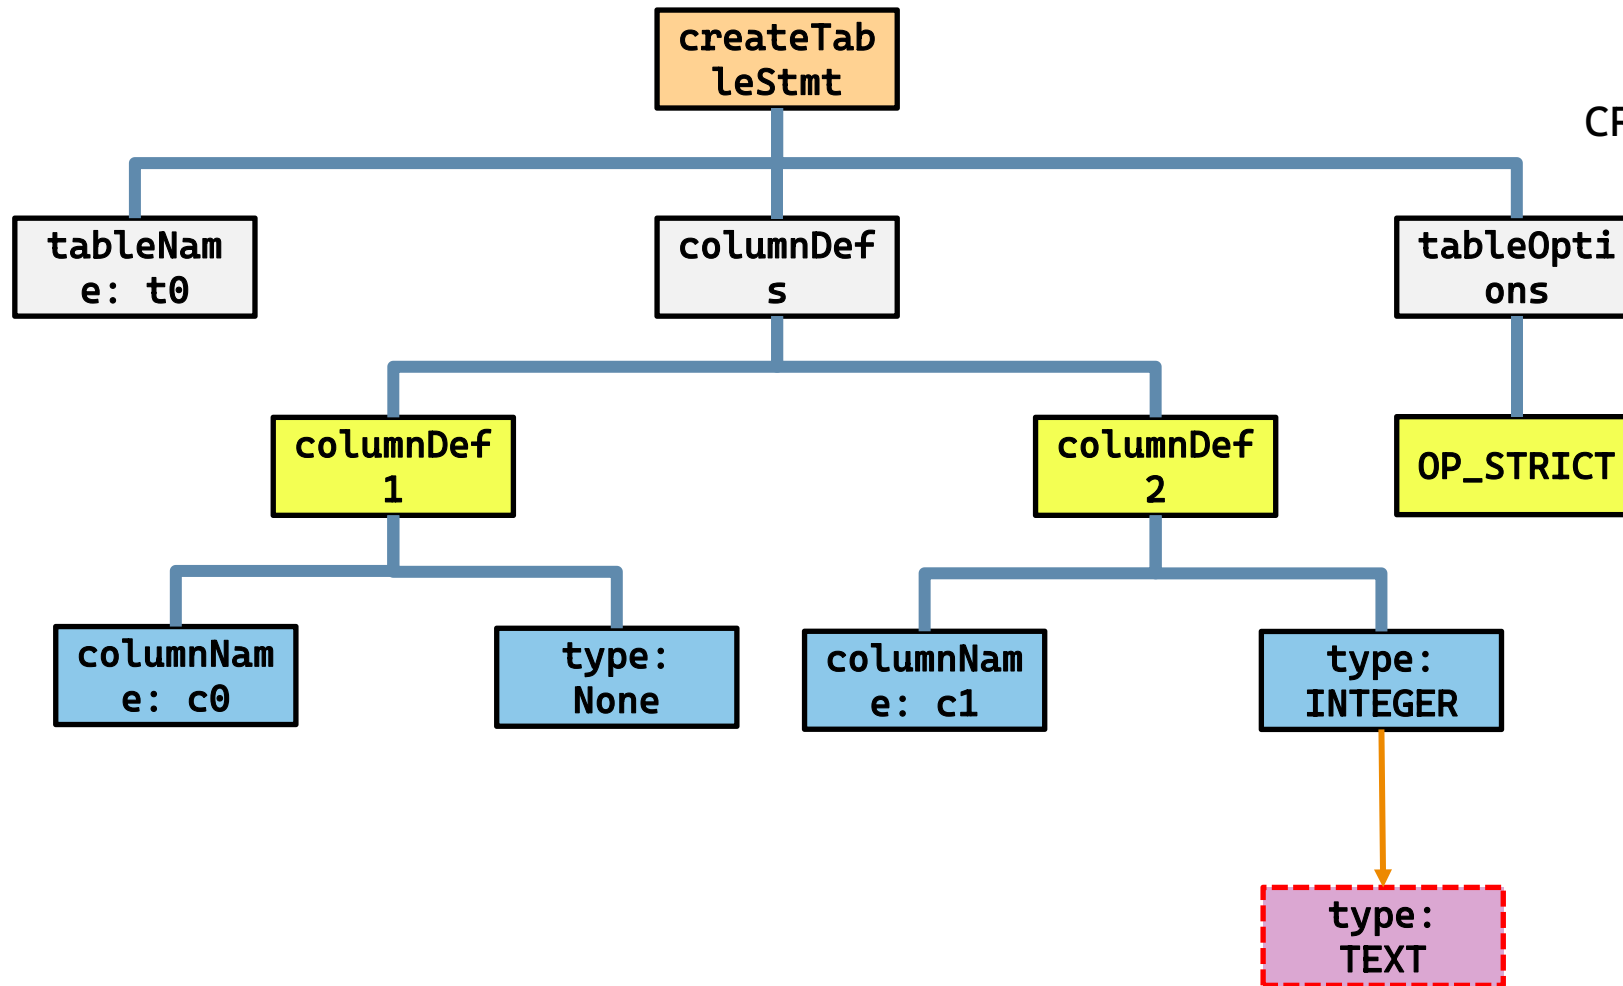 createTab
leStmt
CR
tableNam
e: t0
columnDef
s
tableOpti
ons
columnDef
1
columnDef
2
OP_STRICT
columnNam
e: c0
type:
None
columnNam
e: c1
type:
INTEGER
type:
TEXT